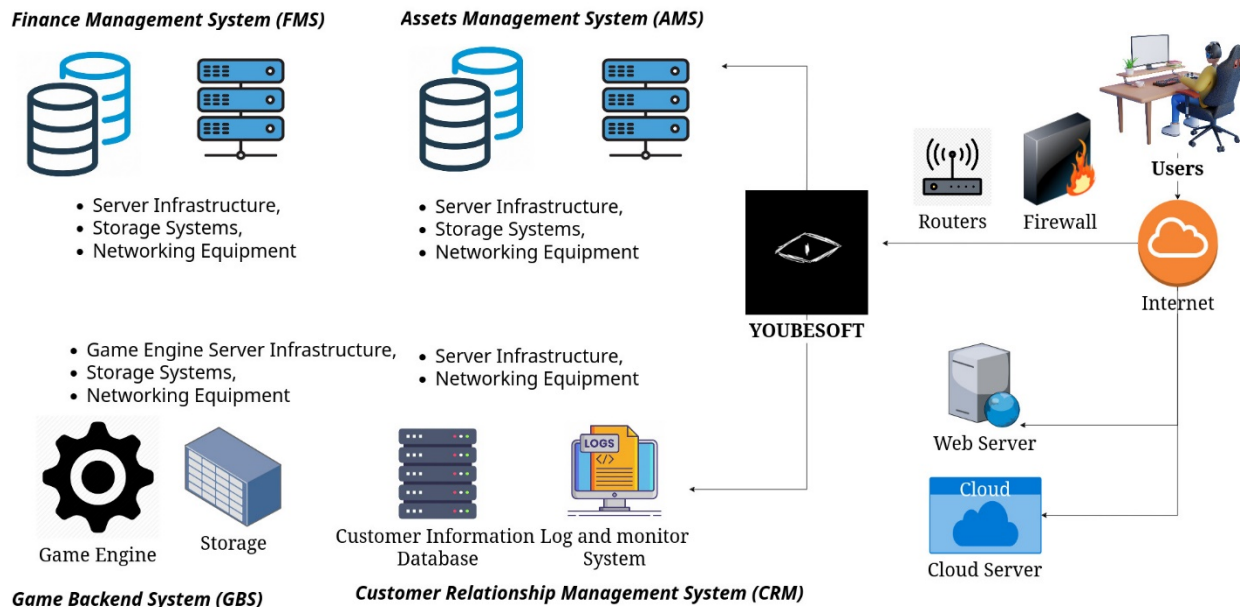 Finance Management System (FMS)
Assets Management System (AMS)
Users
Routers
Firewall
• Server Infrastructure,
• Storage Systems,
• Networking Equipment
• Server Infrastructure,
• Storage Systems,
• Networking Equipment
Internet
YOUBESOFT
• Game Engine Server Infrastructure,
• Storage Systems,
• Networking Equipment
• Server Infrastructure,
• Networking Equipment
LOGS
</>
Web Server
Cloud
Game Engine
Storage
Customer Information
Database
Log and monitor
System
Cloud Server
Game Backend System (GBS)
Customer Relationship Management System (CRM)